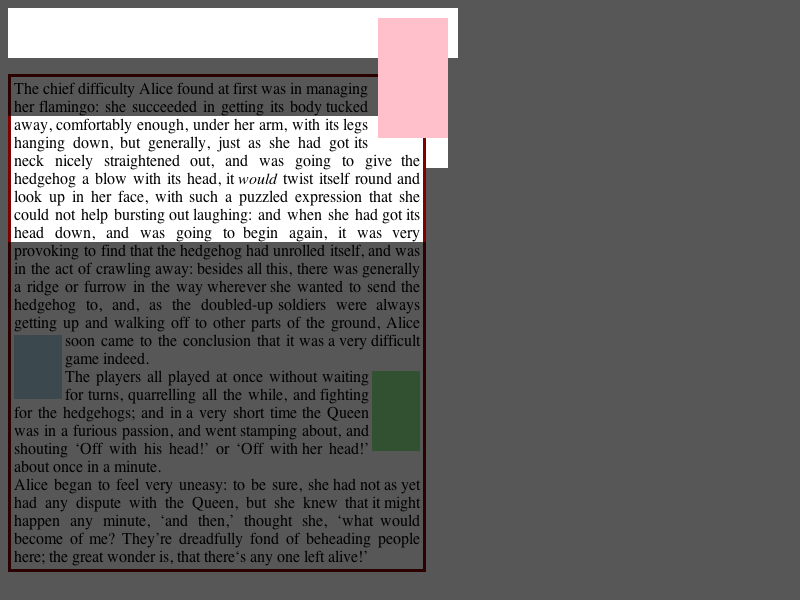 The chief difficulty Alice found at first was in managing
her flamingo: she succeeded in getting its body tucked
away, comfortably enough, under her arm, with its legs
hanging down, but generally, just as she had got its
neck nicely straightened out, and was going to give the
hedgehog a blow with its head, it would twist itself round and
look up in her face, with such a puzzled expression that she
could not help bursting out laughing: and when she had got its
head down, and was going to begin again, it was very
provoking to find that the hedgehog had unrolled itself, and was
in the act of crawling away: besides all this, there was generally
a ridge or furrow in the way wherever she wanted to send the
hedgehog to, and, as the doubled-up soldiers were always
getting up and walking off to other parts of the ground, Alice
soon came to the conclusion that it was a very difficult
game indeed.
The players all played at once without waiting
for turns, quarrelling all the while, and fighting
for the hedgehogs; and in a very short time the Queen
was in a furious passion, and went stamping about, and
shouting ‘Off with his head!’ or ‘Off with her head!’
about once in a minute.
Alice began to feel very uneasy: to be sure, she had not as yet
had any dispute with the Queen, but she knew that it might
happen any minute, ‘and then,’ thought she, ‘what would
become of me? They’re dreadfully fond of beheading people
here; the great wonder is, that there‘s any one left alive!’